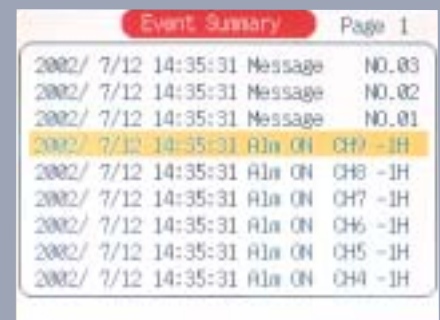 Event Summary Page 1
2002/ 7/12 14:35:31 Message NO.03
2002/ 7/12 14:35:31 Message NO.02
2002/ 7/12 14:35:31 Message NO.01
2002/ 7/12 14:35:31 Alm ON CH9 -1H
2002/ 7/12 14:35:31 Alm ON CH8 -1H
2002/ 7/12 14:35:31 Alm ON CH7 -1H
2002/ 7/12 14:35:31 Alm ON CH6 -1H
2002/ 7/12 14:35:31 Alm ON CH5 -1H
2002/ 7/12 14:35:31 Alm ON CH4 -1H